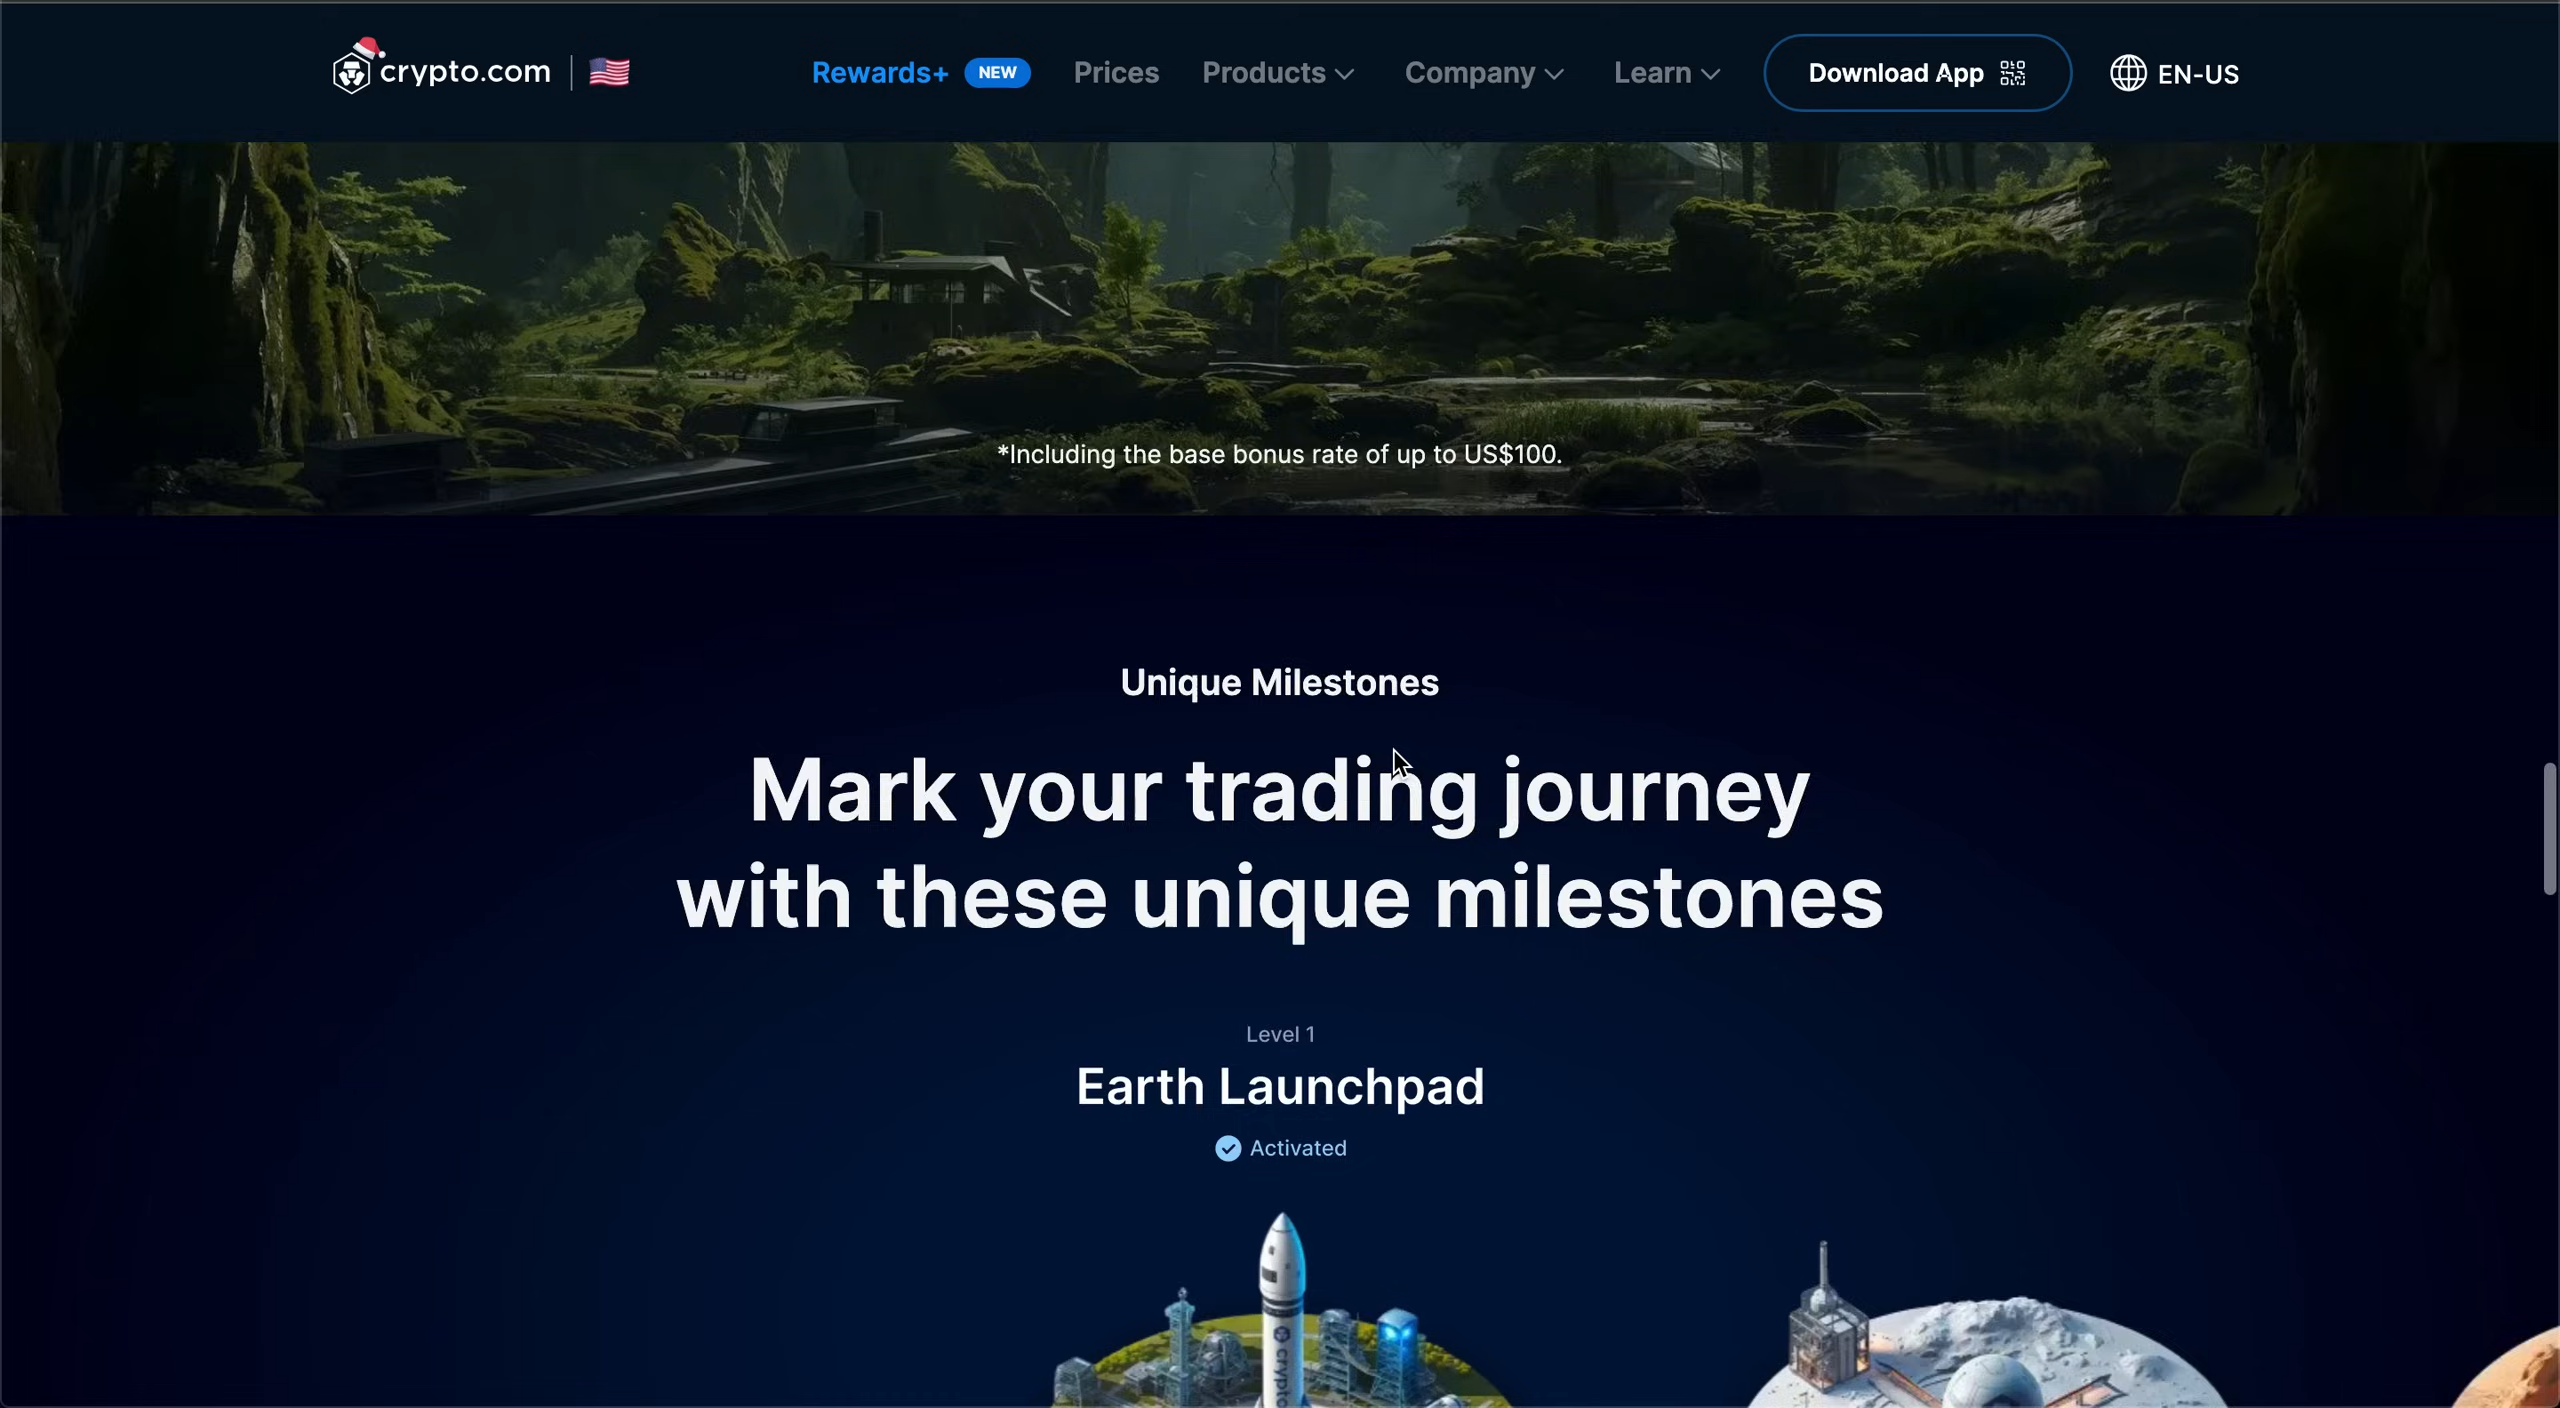 crypto.com
Rewards+ NEW Prices Products Company Learn Download App EN-US
*Including the base bonus rate of up to US$100.
Unique Milestones
Mark your trading journey
with these unique milestones
Level 1
Earth Launchpad
Activated
crypto